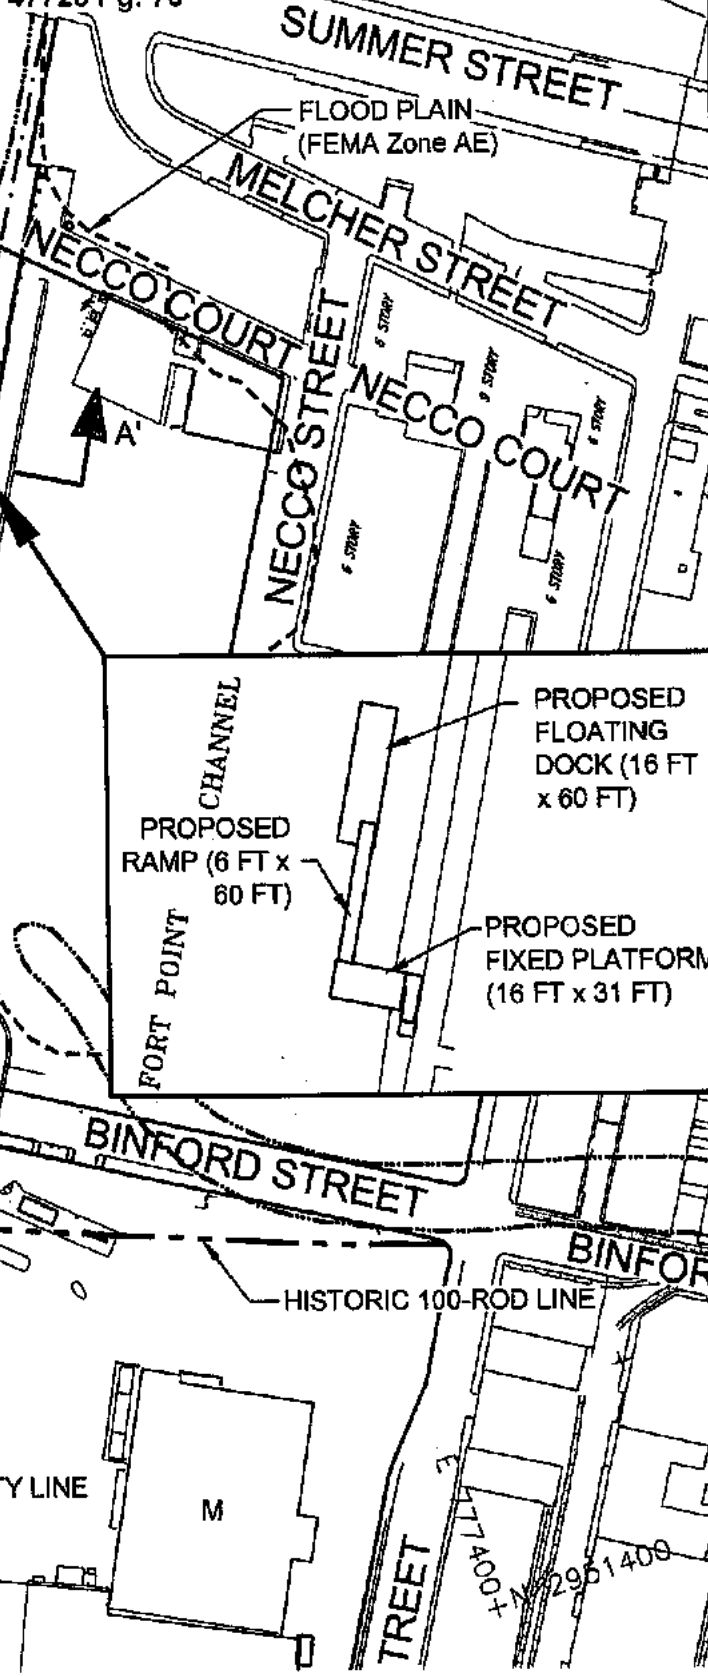 SUMMER STREET
FLOOD PLAIN
(FEMA Zone AE)
MELCHER STREET
NECCO COURT
NECCO STREET
6 STORY
9 STORY
NECCO COURT
6 STORY
A'
6 STORY
6 STORY
CHANNEL
PROPOSED
FLOATING
DOCK (16 FT
x 60 FT)
PROPOSED
RAMP (6 FT x
60 FT)
FORT POINT
PROPOSED
FIXED PLATFORM
(16 FT x 31 FT)
BINFORD STREET
BINFOR
HISTORIC 100-ROD LINE
TY LINE
M
E 777400
N 2951400
TREET